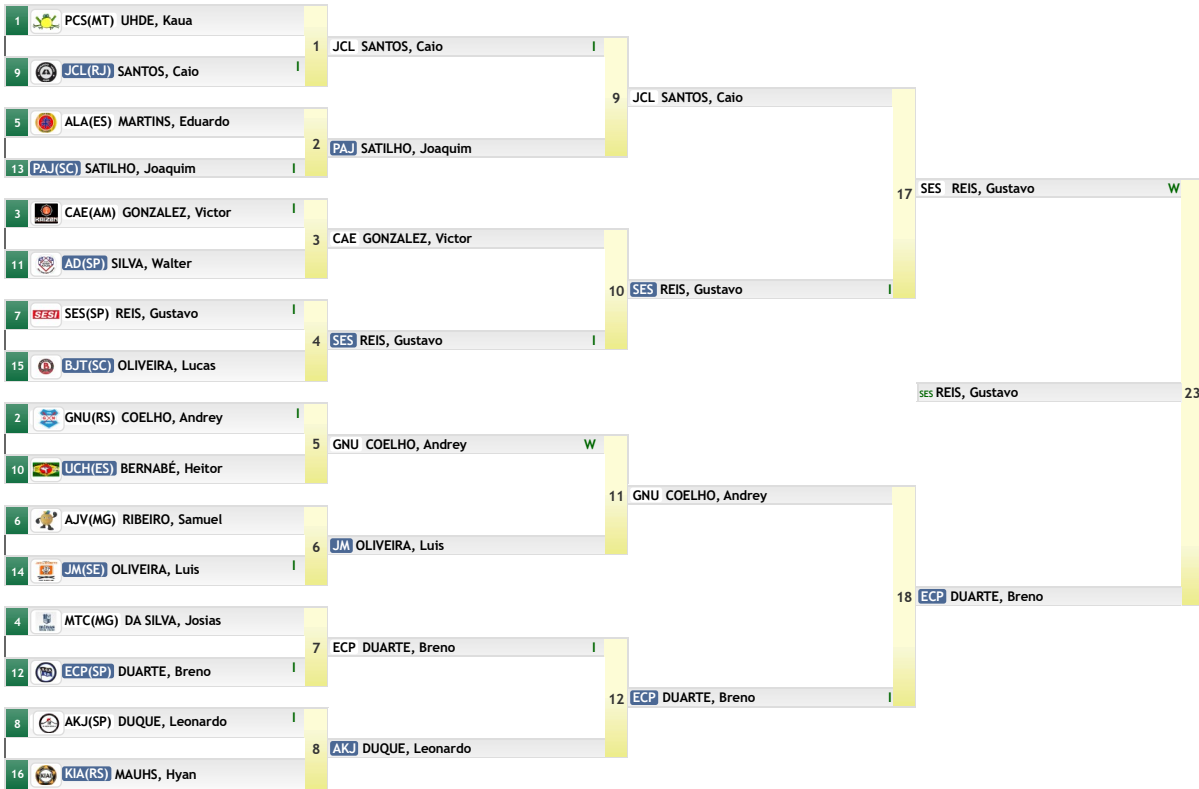 1 PCS(MT) UHDE, Kaua
9 JCL(RJ) SANTOS, Caio I
5 ALA(ES) MARTINS, Eduardo
13 PAJ(SC) SATILHO, Joaquim I
3 KAIZEN CAE(AM) GONZALEZ, Victor I
11 AD(SP) SILVA, Walter
7 SESI SES(SP) REIS, Gustavo I
15 BJT(SC) OLIVEIRA, Lucas
2 GNU(RS) COELHO, Andrey I
10 UCH(ES) BERNABÉ, Heitor
6 AJV(MG) RIBEIRO, Samuel
14 JM(SE) OLIVEIRA, Luis I
4 MTC(MG) DA SILVA, Josias
12 ECP(SP) DUARTE, Breno I
8 AKJ(SP) DUQUE, Leonardo I
16 KIA(RS) MAUHS, Hyan
1
2
3
4
5
6
7
8
JCL SANTOS, Caio I
PAJ SATILHO, Joaquim
CAE GONZALEZ, Victor
SES REIS, Gustavo I
GNU COELHO, Andrey W
JM OLIVEIRA, Luis
ECP DUARTE, Breno I
AKJ DUQUE, Leonardo
9
10
11
12
JCL SANTOS, Caio
SES REIS, Gustavo I
GNU COELHO, Andrey
ECP DUARTE, Breno I
17
18
SES REIS, Gustavo W
ECP DUARTE, Breno
23
SES REIS, Gustavo